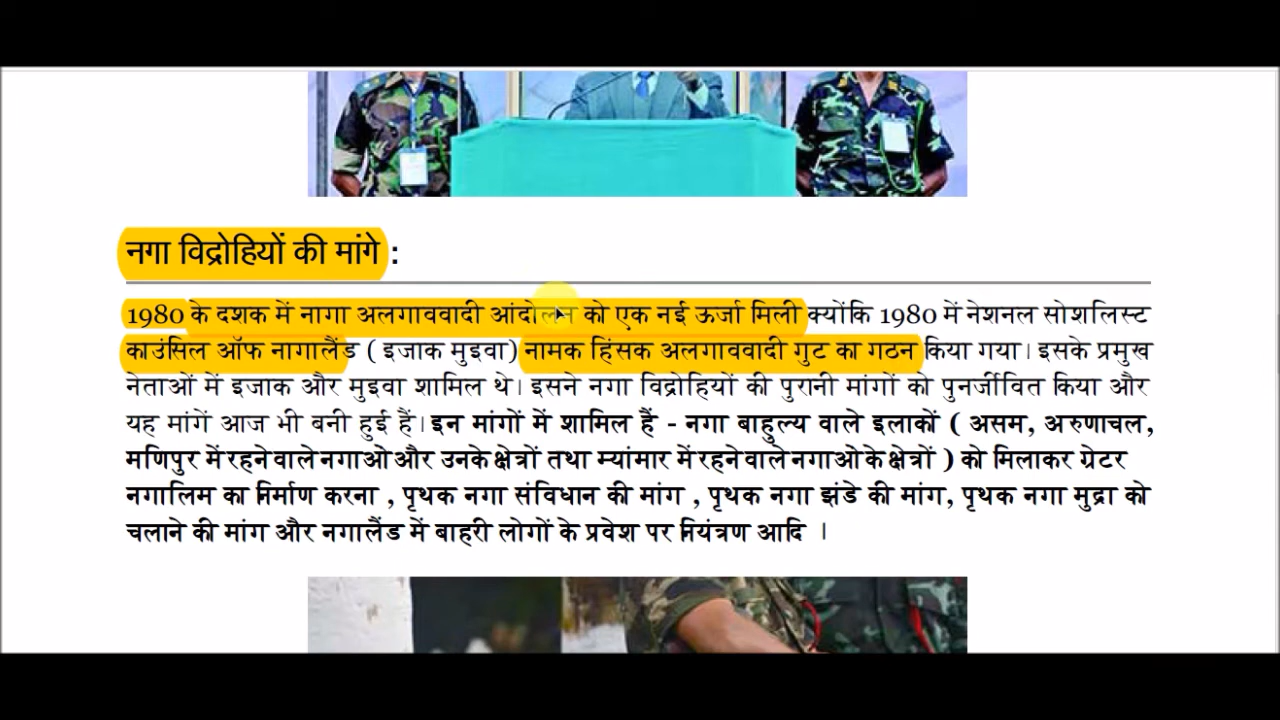 नगा विद्रोहियों की मांगे :
1980 के दशक में नागा अलगाववादी आंदोलन को एक नई ऊर्जा मिली क्योंकि 1980 में नेशनल सोशलिस्ट
काउंसिल ऑफ नागालैंड ( इजाक मुइवा) नामक हिंसक अलगाववादी गुट का गठन किया गया। इसके प्रमुख
नेताओं में इजाक और मुइवा शामिल थे। इसने नगा विद्रोहियों की पुरानी मांगों को पुनर्जीवित किया और
यह मांगें आज भी बनी हुई हैं। इन मांगों में शामिल हैं - नगा बाहुल्य वाले इलाकों ( असम, अरुणाचल,
मणिपुर में रहने वाले नगाओ और उनके क्षेत्रों तथा म्यांमार में रहने वाले नगाओ के क्षेत्रों ) को मिलाकर ग्रेटर
नगालिम का निर्माण करना , पृथक नगा संविधान की मांग , पृथक नगा झंडे की मांग, पृथक नगा मुद्रा को
चलाने की मांग और नगालैंड में बाहरी लोगों के प्रवेश पर नियंत्रण आदि ।